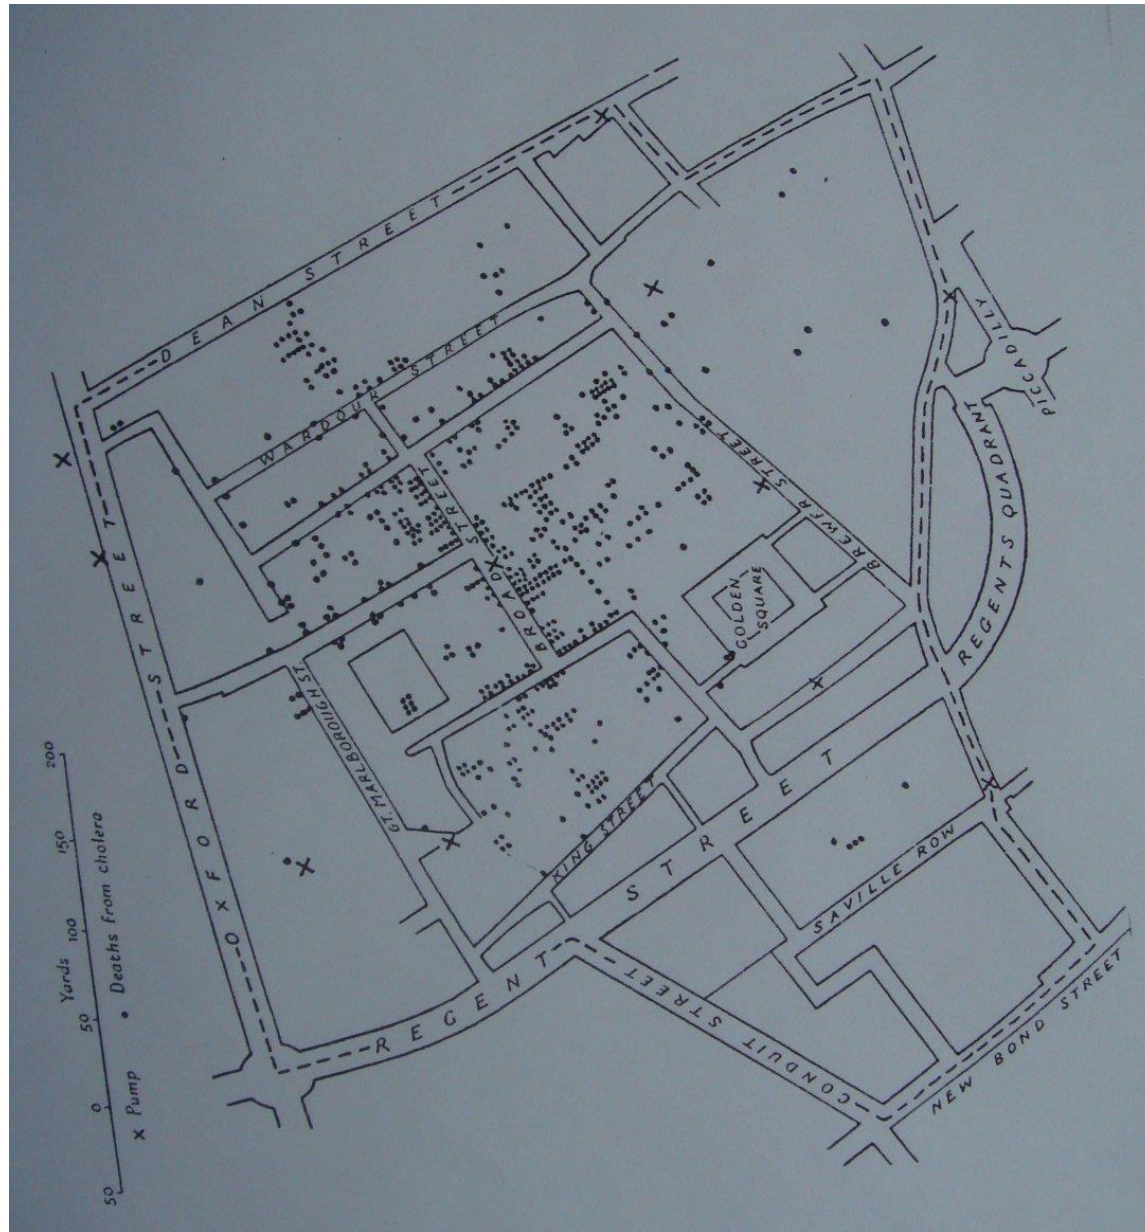 DEAN STREET
WARDOUR STREET
OXFORD STREET
BROAD STREET
BREWER STREET
PICCADILLY
REGENTS QUADRANT
GOLDEN
SQUARE
GT. MARLBOROUGH ST.
KING STREET
REGENT STREET
SAVILLE ROW
CONDUIT STREET
NEW BOND STREET
50 0 50 100 150 200
Yards
x Pump • Deaths from cholera